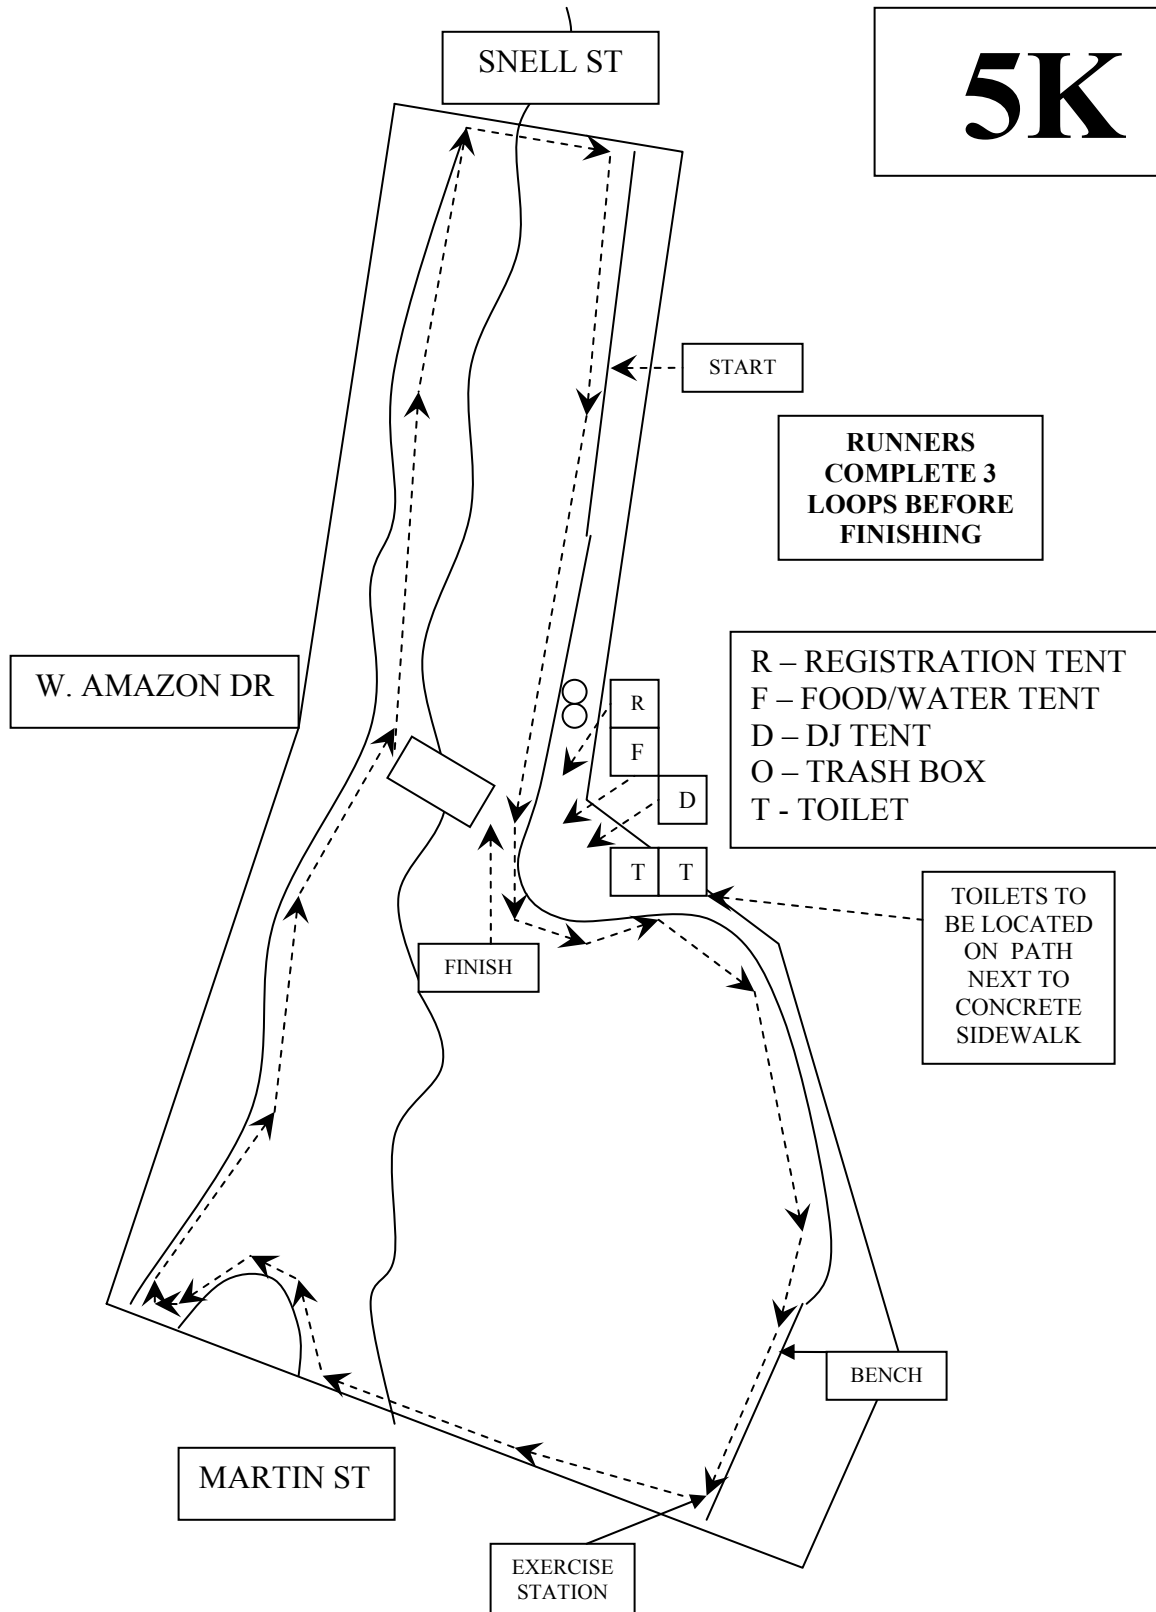 SNELL ST
5K
START
RUNNERS
COMPLETE 3
LOOPS BEFORE
FINISHING
W. AMAZON DR
R – REGISTRATION TENT
F – FOOD/WATER TENT
D – DJ TENT
O – TRASH BOX
T - TOILET
R
F
D
T T
TOILETS TO
BE LOCATED
ON PATH
NEXT TO
CONCRETE
SIDEWALK
FINISH
BENCH
MARTIN ST
EXERCISE
STATION